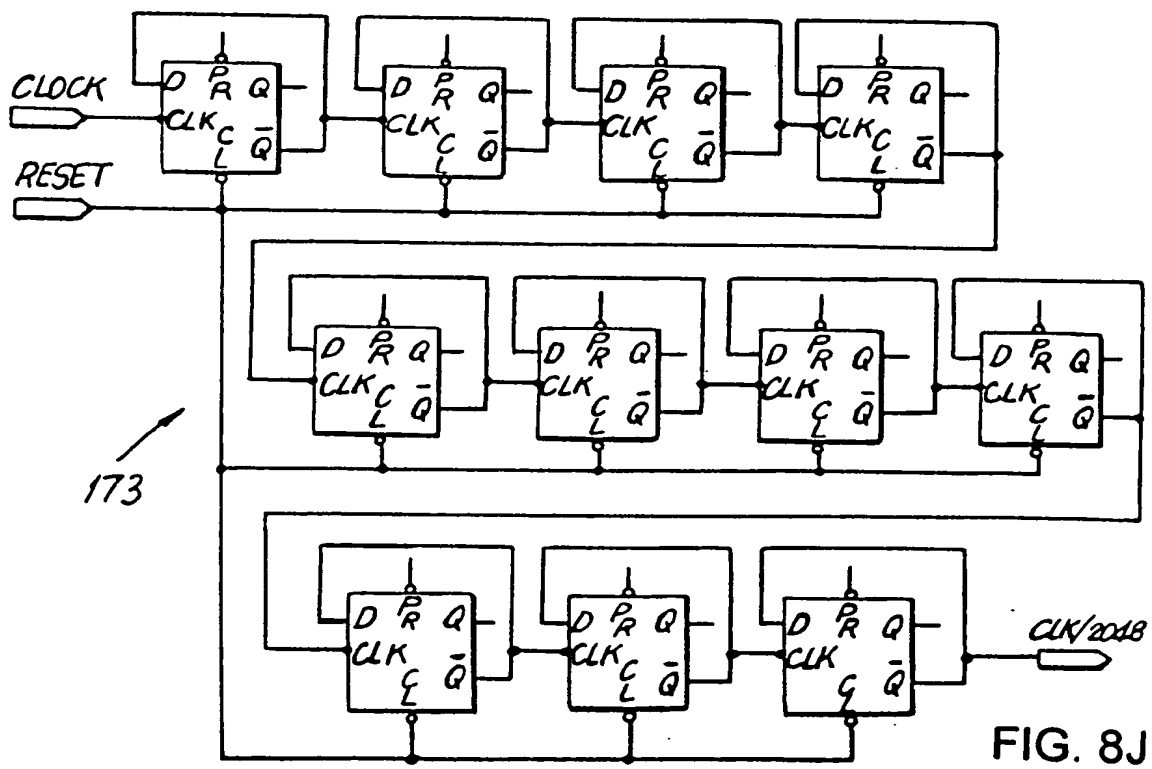 CLOCK
RESET
D PR Q CLK CL Q̅
D PR Q CLK CL Q̅
D PR Q CLK CL Q̅
D PR Q CLK CL Q̅
D PR Q CLK CL Q̅
D PR Q CLK CL Q̅
D PR Q CLK CL Q̅
D PR Q CLK CL Q̅
173
D PR Q CLK CL Q̅
D PR Q CLK CL Q̅
D PR Q CLK CL Q̅
CLK/2048
FIG. 8J